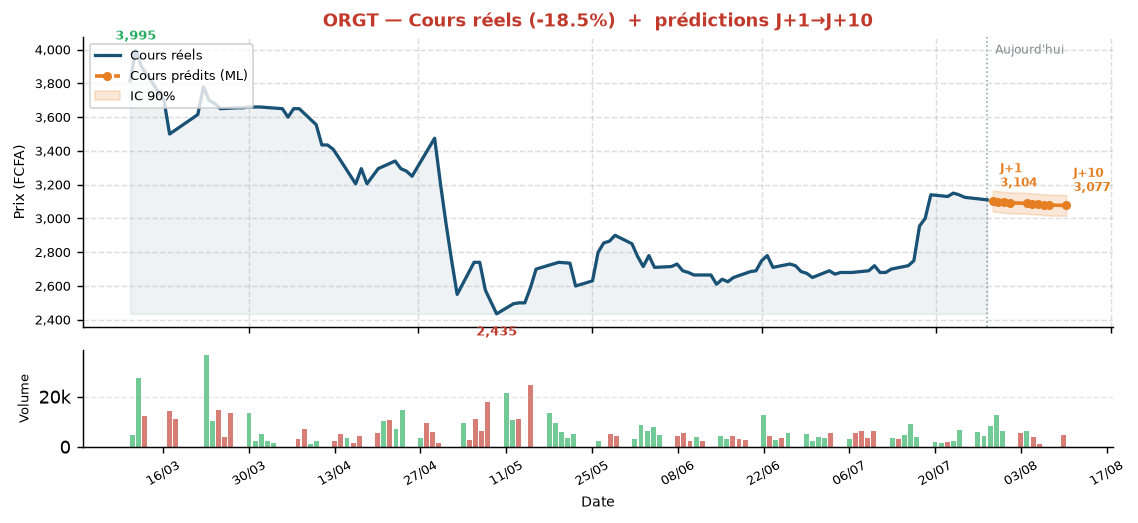 ORGT — Cours réels (-18.5%) + prédictions J+1→J+10
3,995
Cours réels
Cours prédits (ML)
IC 90%
Aujourd'hui
J+1
3,104
J+10
3,077
2,435
Prix (FCFA)
4,000
3,800
3,600
3,400
3,200
3,000
2,800
2,600
2,400
Volume
20k
0
16/03
30/03
13/04
27/04
11/05
25/05
08/06
22/06
06/07
20/07
03/08
17/08
Date